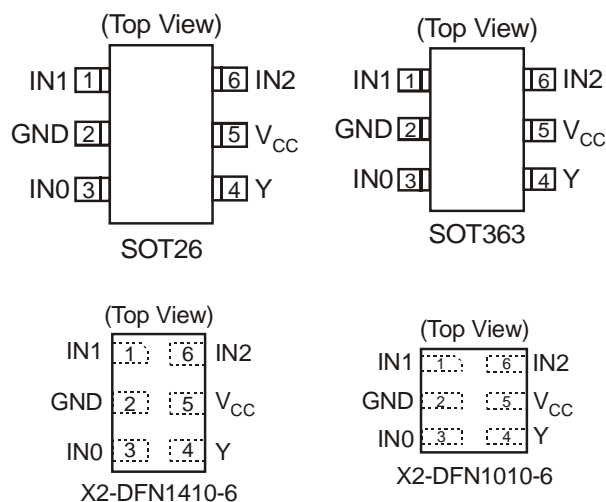 (Top View)
IN1 1 6 IN2
GND 2 5 VCC
IN0 3 4 Y
SOT26
(Top View)
IN1 1 6 IN2
GND 2 5 VCC
IN0 3 4 Y
SOT363
(Top View)
IN1 1 6 IN2
GND 2 5 VCC
IN0 3 4 Y
X2-DFN1410-6
(Top View)
IN1 1 6 IN2
GND 2 5 VCC
IN0 3 4 Y
X2-DFN1010-6